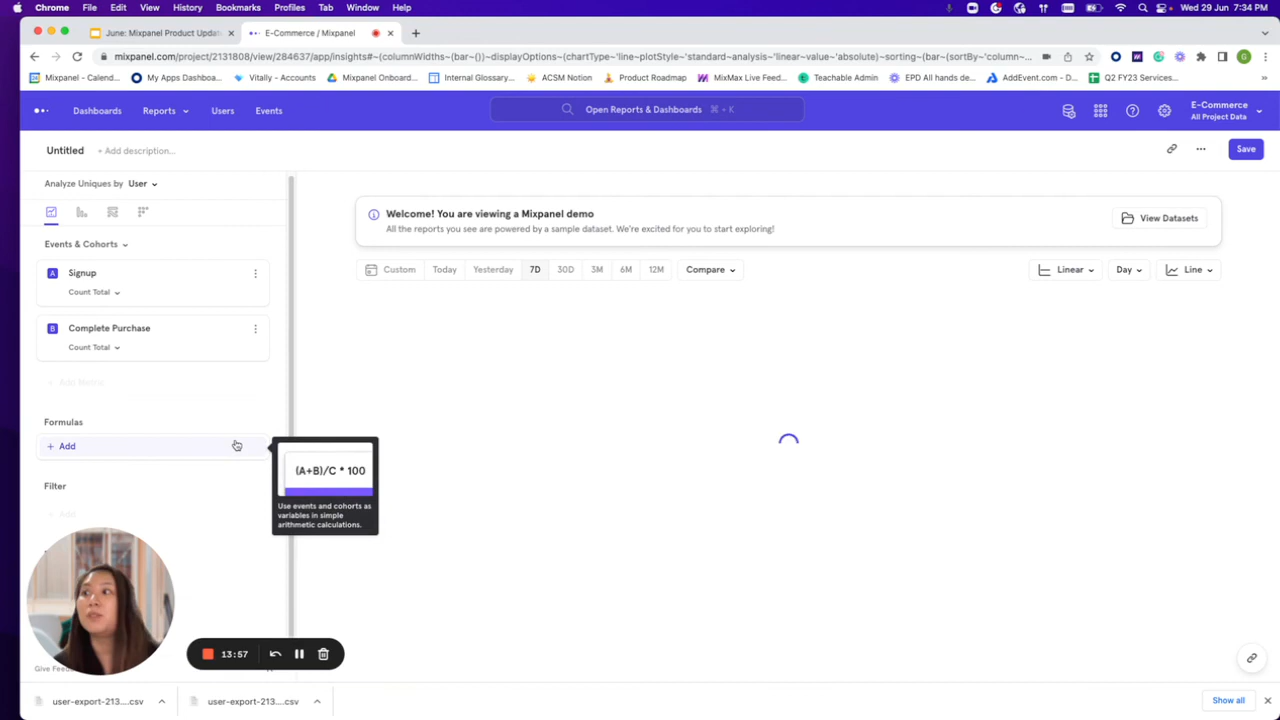 Chrome File Edit View History Bookmarks Profiles Tab Window Help
Wed 29 Jun 7:34 PM
June: Mixpanel Product Updat
E-Commerce / Mixpanel
mixpanel.com/project/2131808/view/284637/app/insights#~(columnWidths~(bar~())~displayOptions~(chartType~'line~plotStyle~'standard~analysis~'linear~value~'absolute)~sorting~(bar~(sortBy~'column~...
Mixpanel - Calend... My Apps Dashboa... Vitally - Accounts Mixpanel Onboard... Internal Glossary... ACSM Notion Product Roadmap MixMax Live Feed... Teachable Admin EPD All hands de... AddEvent.com - D... Q2 FY23 Services... »
Dashboards Reports Users Events
Open Reports & Dashboards ⌘ + K
E-Commerce
All Project Data
Untitled + Add description...
Save
Analyze Uniques by User
Welcome! You are viewing a Mixpanel demo
All the reports you see are powered by a sample dataset. We're excited for you to start exploring!
View Datasets
Events & Cohorts
Custom Today Yesterday 7D 30D 3M 6M 12M Compare
Linear Day Line
A Signup
Count Total
B Complete Purchase
Count Total
+ Add Metric
Formulas
+ Add
(A+B)/C * 100
Use events and cohorts as
variables in simple
arithmetic calculations.
Filter
+ Add
13:57
Give Feed
user-export-213....csv
user-export-213....csv
Show all